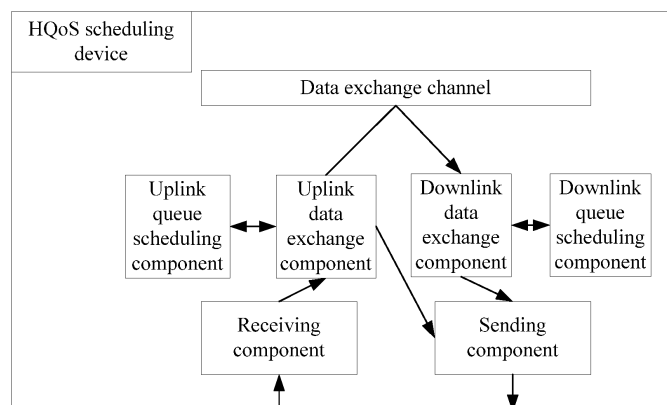 HQoS scheduling
device
Data exchange channel
Uplink
queue
scheduling
component
Uplink
data
exchange
component
Downlink
data
exchange
component
Downlink
queue
scheduling
component
Receiving
component
Sending
component